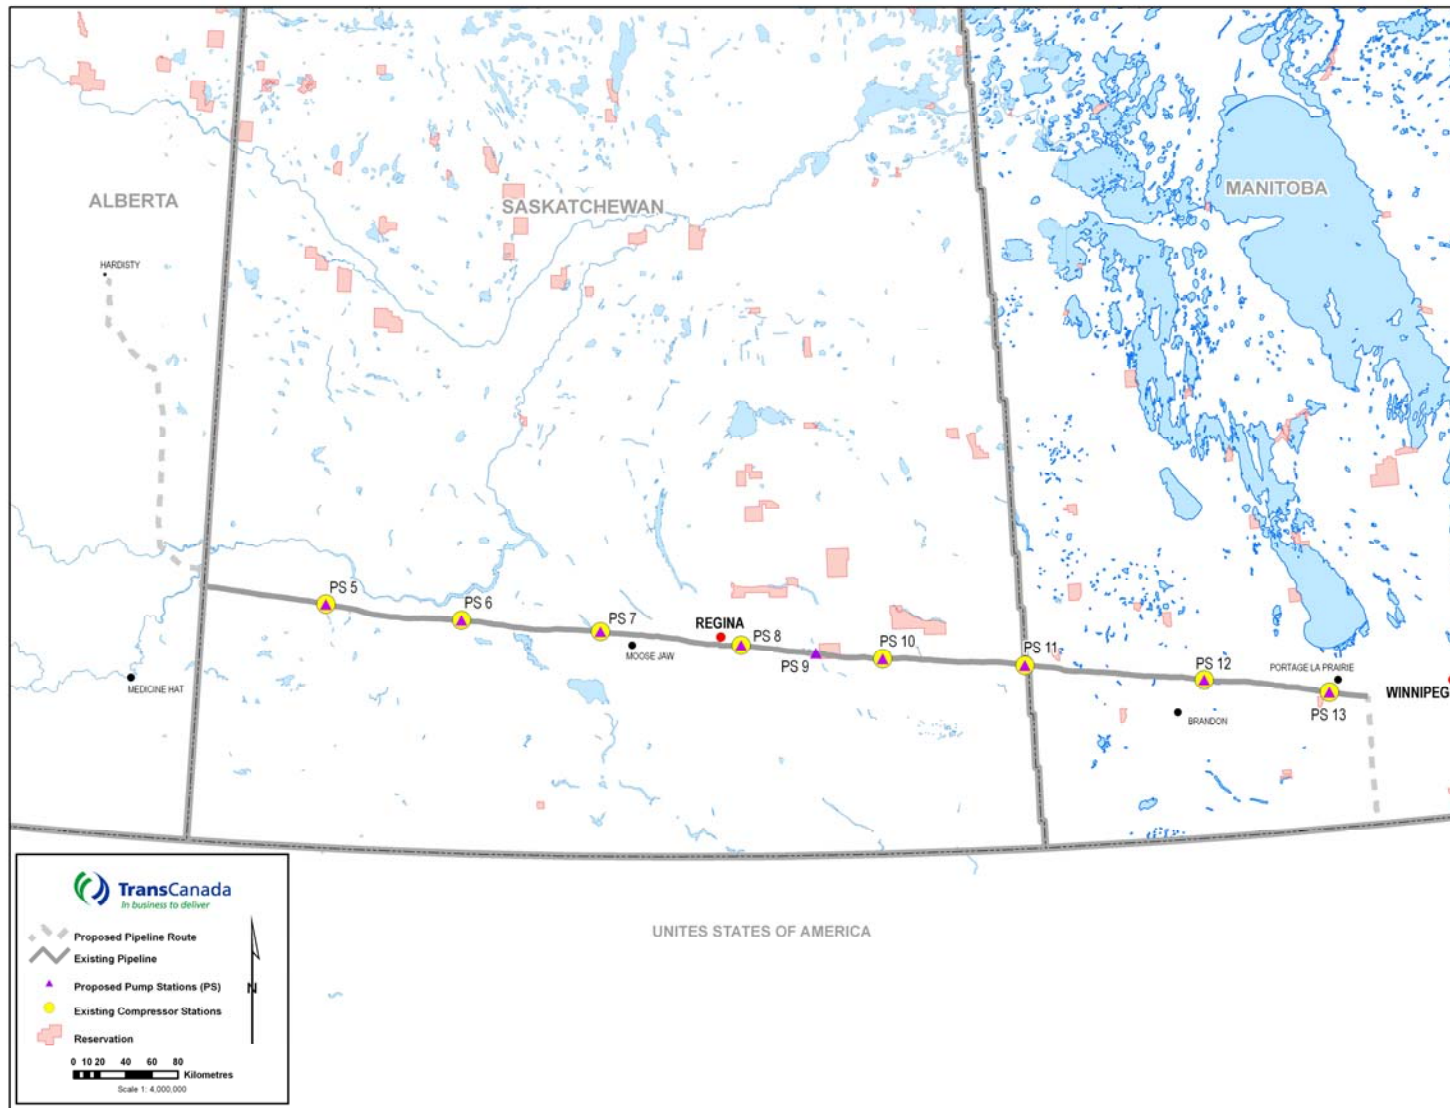 ALBERTA
SASKATCHEWAN
MANITOBA
HARDISTY
PS 5
PS 6
PS 7
REGINA
PS 8
MOOSE JAW
PS 9
PS 10
PS 11
PS 12
PORTAGE LA PRAIRIE
WINNIPEG
PS 13
MEDICINE HAT
BRANDON
UNITES STATES OF AMERICA
TransCanada
In business to deliver
Proposed Pipeline Route
Existing Pipeline
Proposed Pump Stations (PS)
N
Existing Compressor Stations
Reservation
0 10 20 40 60 80
Kilometres
Scale 1: 4,000,000